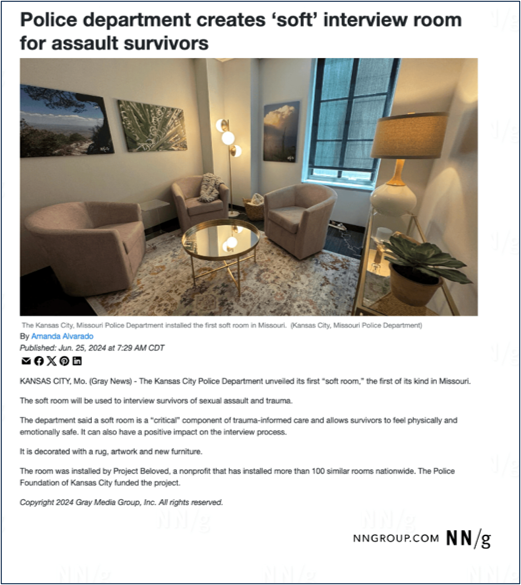 Police department creates ‘soft’ interview room
for assault survivors
The Kansas City, Missouri Police Department installed the first soft room in Missouri. (Kansas City, Missouri Police Department)
By Amanda Alvarado
Published: Jun. 25, 2024 at 7:29 AM CDT
KANSAS CITY, Mo. (Gray News) - The Kansas City Police Department unveiled its first “soft room,” the first of its kind in Missouri.
The soft room will be used to interview survivors of sexual assault and trauma.
The department said a soft room is a “critical” component of trauma-informed care and allows survivors to feel physically and
emotionally safe. It can also have a positive impact on the interview process.
It is decorated with a rug, artwork and new furniture.
The room was installed by Project Beloved, a nonprofit that has installed more than 100 similar rooms nationwide. The Police
Foundation of Kansas City funded the project.
Copyright 2024 Gray Media Group, Inc. All rights reserved.
NNGROUP.COM NN/g